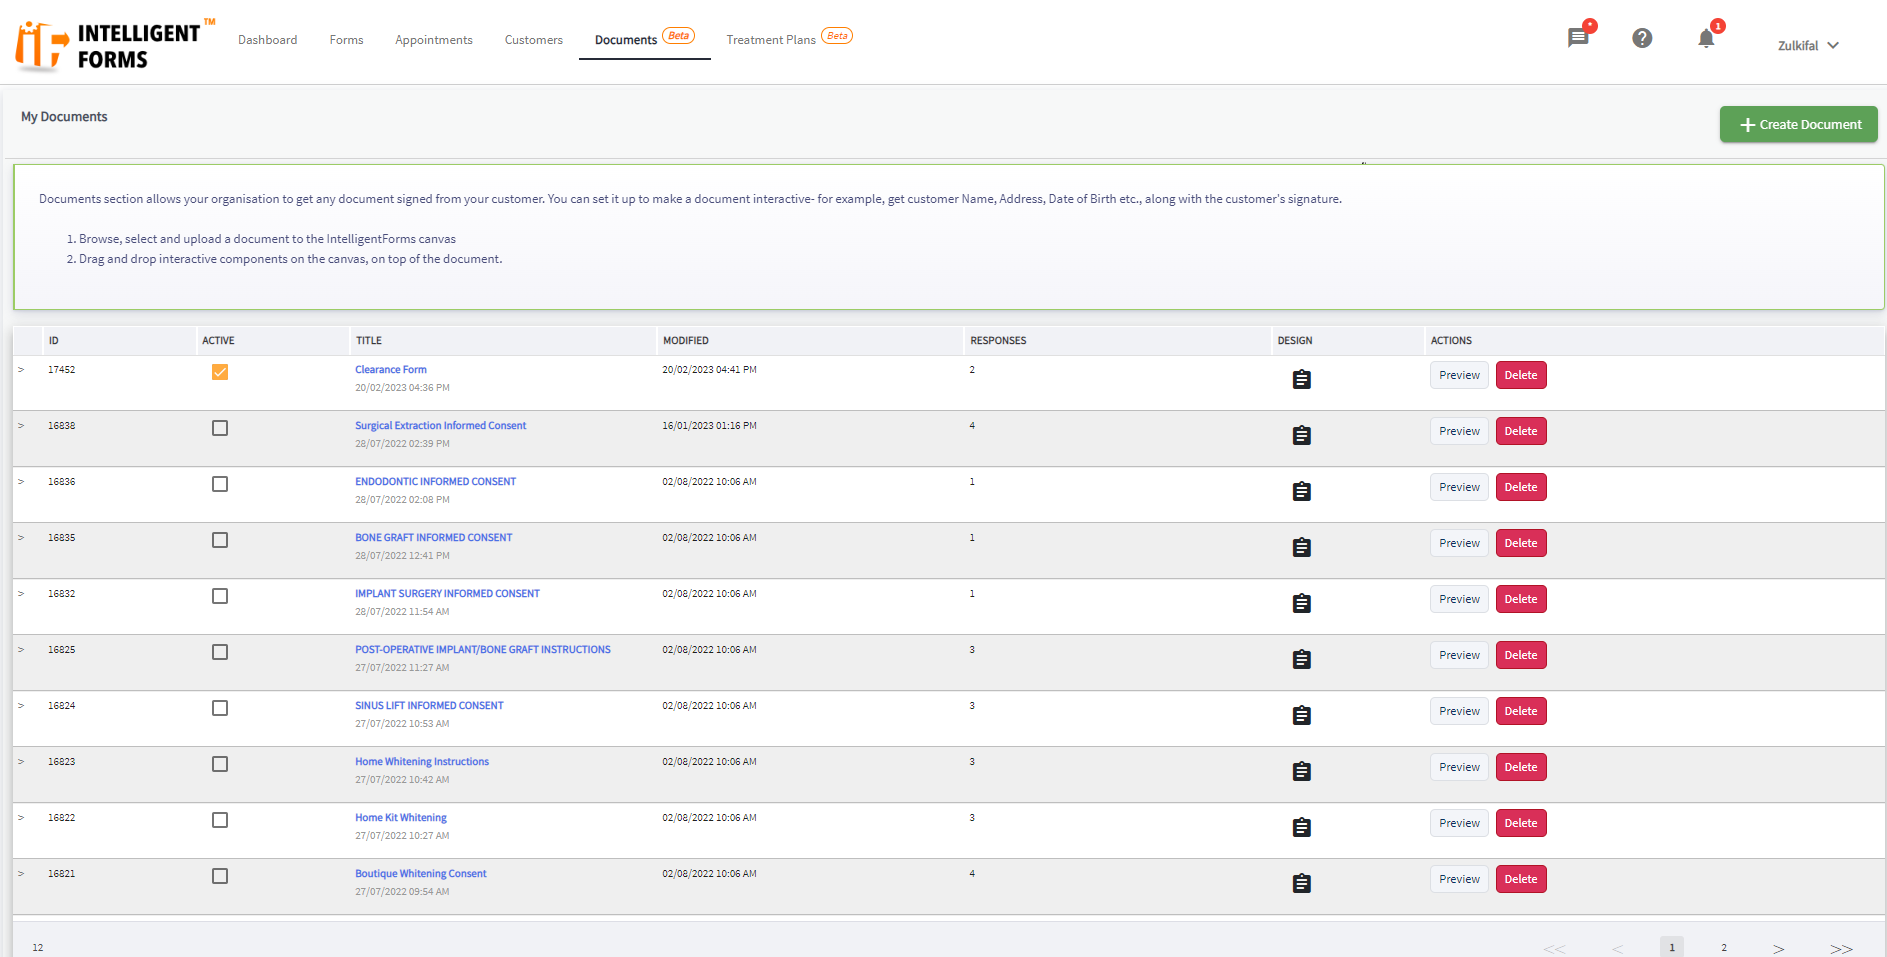 INTELLIGENT FORMS ™
Dashboard Forms Appointments Customers Documents Beta Treatment Plans Beta * ? 1 Zulkifal
My Documents
+ Create Document
Documents section allows your organisation to get any document signed from your customer. You can set it up to make a document interactive- for example, get customer Name, Address, Date of Birth etc., along with the customer's signature.
1. Browse, select and upload a document to the IntelligentForms canvas
2. Drag and drop interactive components on the canvas, on top of the document.
ID ACTIVE TITLE MODIFIED RESPONSES DESIGN ACTIONS
> 17452 Clearance Form 20/02/2023 04:41 PM 2 Preview Delete
20/02/2023 04:36 PM
> 16838 Surgical Extraction Informed Consent 16/01/2023 01:16 PM 4 Preview Delete
28/07/2022 02:39 PM
> 16836 ENDODONTIC INFORMED CONSENT 02/08/2022 10:06 AM 1 Preview Delete
28/07/2022 02:08 PM
> 16835 BONE GRAFT INFORMED CONSENT 02/08/2022 10:06 AM 1 Preview Delete
28/07/2022 12:41 PM
> 16832 IMPLANT SURGERY INFORMED CONSENT 02/08/2022 10:06 AM 1 Preview Delete
28/07/2022 11:54 AM
> 16825 POST-OPERATIVE IMPLANT/BONE GRAFT INSTRUCTIONS 02/08/2022 10:06 AM 3 Preview Delete
27/07/2022 11:27 AM
> 16824 SINUS LIFT INFORMED CONSENT 02/08/2022 10:06 AM 3 Preview Delete
27/07/2022 10:53 AM
> 16823 Home Whitening Instructions 02/08/2022 10:06 AM 3 Preview Delete
27/07/2022 10:42 AM
> 16822 Home Kit Whitening 02/08/2022 10:06 AM 3 Preview Delete
27/07/2022 10:27 AM
> 16821 Boutique Whitening Consent 02/08/2022 10:06 AM 4 Preview Delete
27/07/2022 09:54 AM
12 << < 1 2 > >>